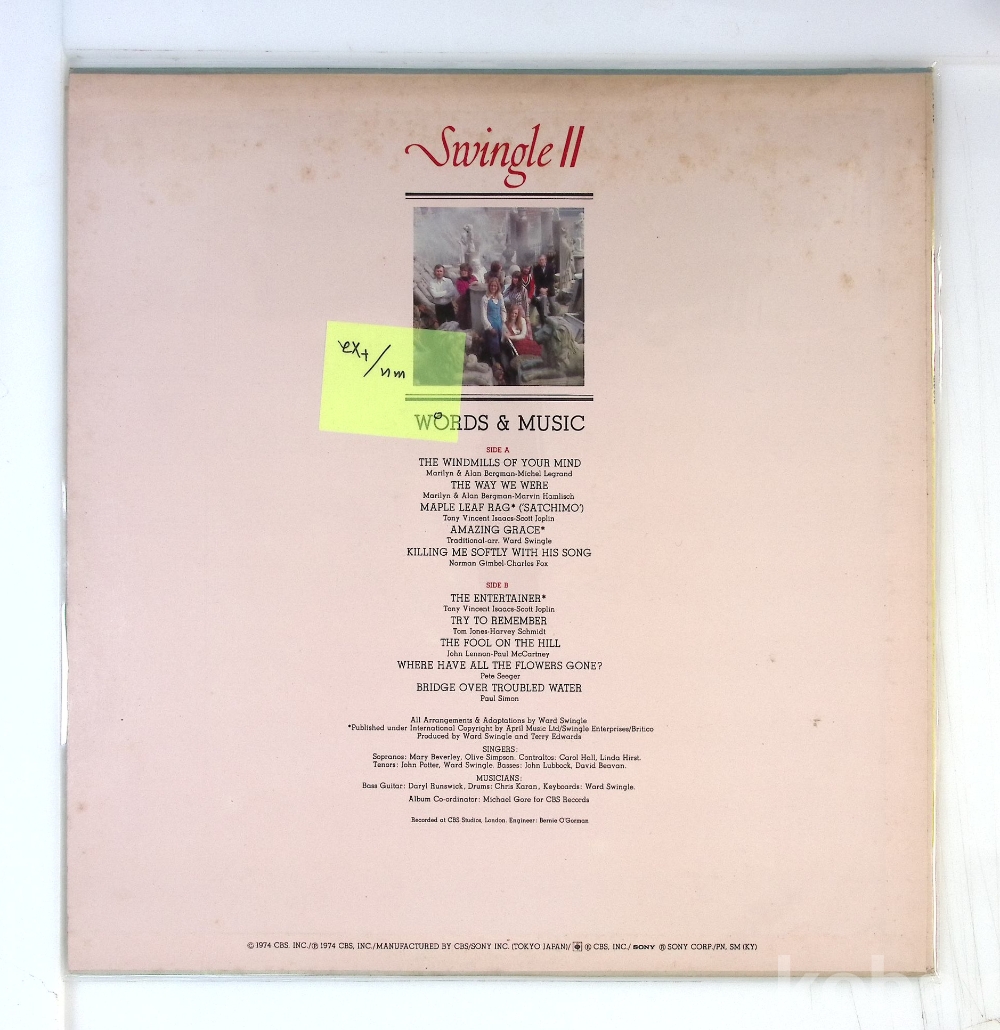 Swingle II
ex+/nm
WORDS & MUSIC
SIDE A
THE WINDMILLS OF YOUR MIND
Marilyn & Alan Bergman-Michel Legrand
THE WAY WE WERE
Marilyn & Alan Bergman-Marvin Hamlisch
MAPLE LEAF RAG* ('SATCHIMO')
Tony Vincent Isaacs-Scott Joplin
AMAZING GRACE*
Traditional-arr. Ward Swingle
KILLING ME SOFTLY WITH HIS SONG
Norman Gimbel-Charles Fox
SIDE B
THE ENTERTAINER*
Tony Vincent Isaacs-Scott Joplin
TRY TO REMEMBER
Tom Jones-Harvey Schmidt
THE FOOL ON THE HILL
John Lennon-Paul McCartney
WHERE HAVE ALL THE FLOWERS GONE?
Pete Seeger
BRIDGE OVER TROUBLED WATER
Paul Simon
All Arrangements & Adaptations by Ward Swingle
*Published under International Copyright by April Music Ltd/Swingle Enterprises/Britico
Produced by Ward Swingle and Terry Edwards
SINGERS:
Sopranos: Mary Beverley, Olive Simpson. Contraltos: Carol Hall, Linda Hirst.
Tenors: John Potter, Ward Swingle. Basses: John Lubbock, David Beavan.
MUSICIANS:
Bass Guitar: Daryl Runswick, Drums: Chris Karan, Keyboards: Ward Swingle.
Album Co-ordinator: Michael Gore for CBS Records
Recorded at CBS Studios, London. Engineer: Bernie O'Gorman
© 1974 CBS, INC./℗ 1974 CBS, INC./MANUFACTURED BY CBS/SONY INC. (TOKYO JAPAN)/ ® CBS, INC./ SONY ® SONY CORP./PN, SM (KY)